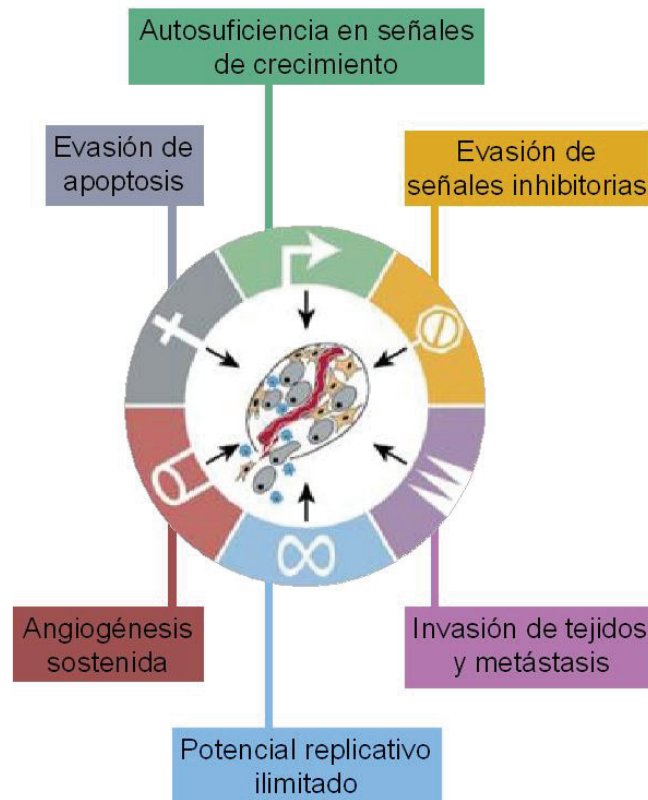 Autosuficiencia en señales
de crecimiento
Evasión de
apoptosis
Evasión de
señales inhibitorias
Angiogénesis
sostenida
Invasión de tejidos
y metástasis
Potencial replicativo
ilimitado